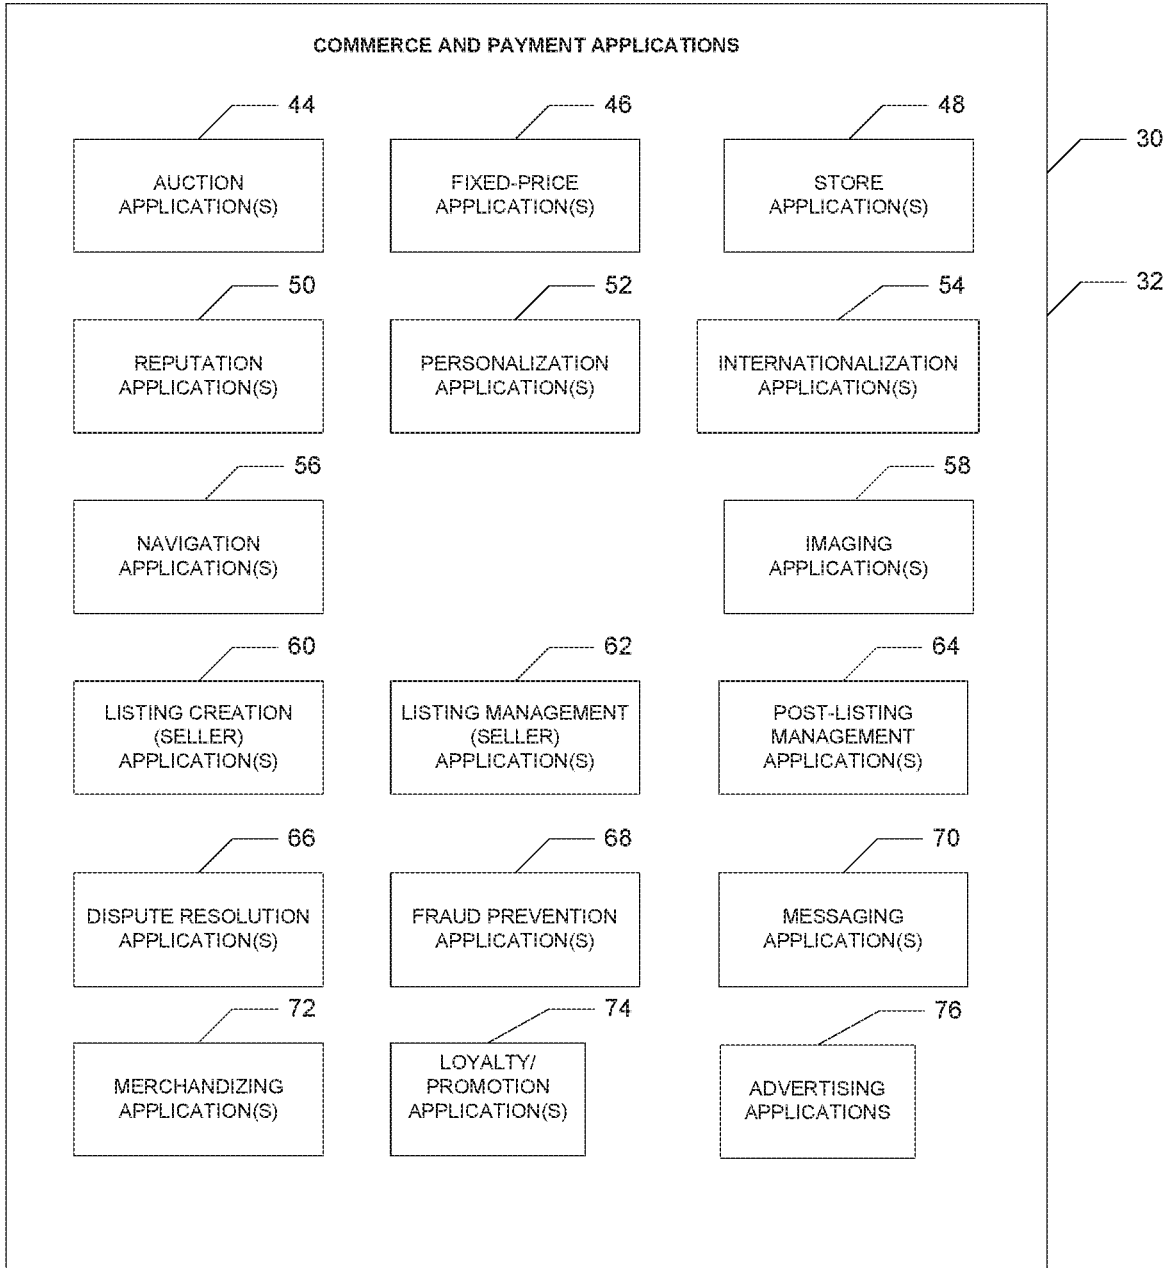 COMMERCE AND PAYMENT APPLICATIONS
44
46
48
30
AUCTION
APPLICATION(S)
FIXED-PRICE
APPLICATION(S)
STORE
APPLICATION(S)
50
52
54
32
REPUTATION
APPLICATION(S)
PERSONALIZATION
APPLICATION(S)
INTERNATIONALIZATION
APPLICATION(S)
56
58
NAVIGATION
APPLICATION(S)
IMAGING
APPLICATION(S)
60
62
64
LISTING CREATION
(SELLER)
APPLICATION(S)
LISTING MANAGEMENT
(SELLER)
APPLICATION(S)
POST-LISTING
MANAGEMENT
APPLICATION(S)
66
68
70
DISPUTE RESOLUTION
APPLICATION(S)
FRAUD PREVENTION
APPLICATION(S)
MESSAGING
APPLICATION(S)
72
74
76
MERCHANDIZING
APPLICATION(S)
LOYALTY/
PROMOTION
APPLICATION(S)
ADVERTISING
APPLICATIONS